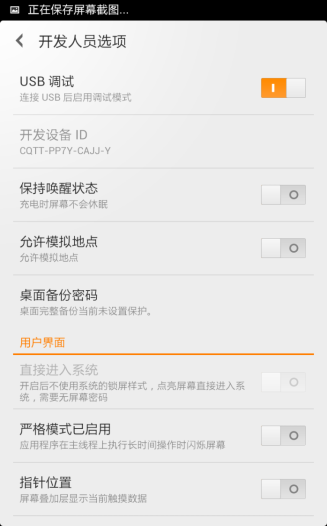 正在保存屏幕截图...
开发人员选项
USB 调试
连接 USB 后启用调试模式
开发设备 ID
CQTT-PP7Y-CAJJ-Y
保持唤醒状态
充电时屏幕不会休眠
允许模拟地点
允许模拟地点
桌面备份密码
桌面完整备份当前未设置保护。
用户界面
直接进入系统
开启后不使用系统的锁屏样式，点亮屏幕直接进入系
统，需要无屏幕密码
严格模式已启用
应用程序在主线程上执行长时间操作时闪烁屏幕
指针位置
屏幕叠加层显示当前触摸数据